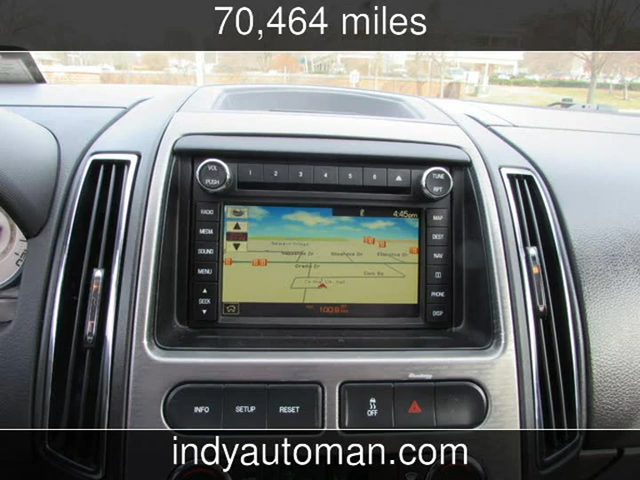 70,464 miles
VOL
PUSH
1 2 3 4 5 6
TUNE
RPT
RADIO
MEDIA
SOUND
MENU
SEEK
4:45pm
MAP
DEST
NAV
PHONE
DISP
INFO SETUP RESET
OFF
indyautoman.com